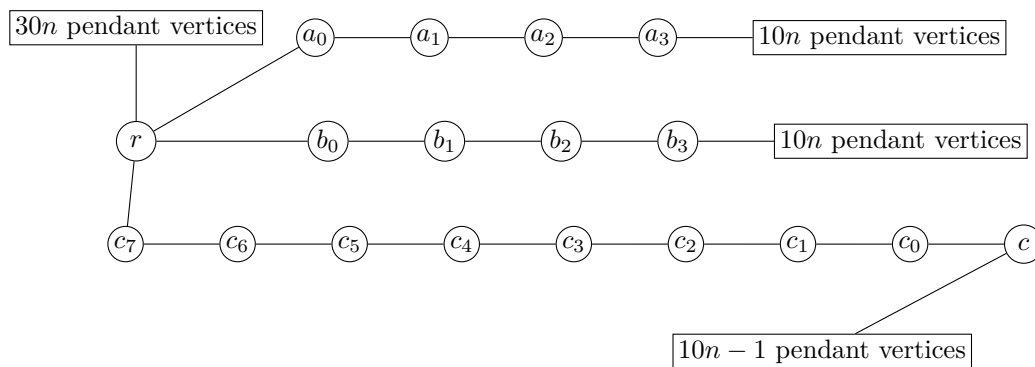 30n pendant vertices
a₀ a₁ a₂ a₃ 10n pendant vertices
r b₀ b₁ b₂ b₃ 10n pendant vertices
c₇ c₆ c₅ c₄ c₃ c₂ c₁ c₀ c
10n − 1 pendant vertices